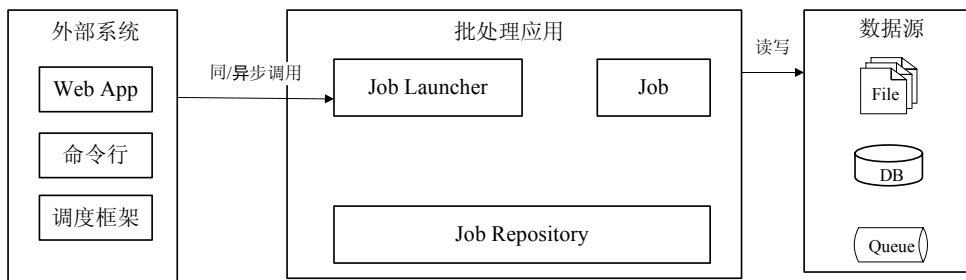 外部系统
Web App
命令行
调度框架
同/异步调用
批处理应用
Job Launcher
Job
Job Repository
读写
数据源
File
DB
Queue